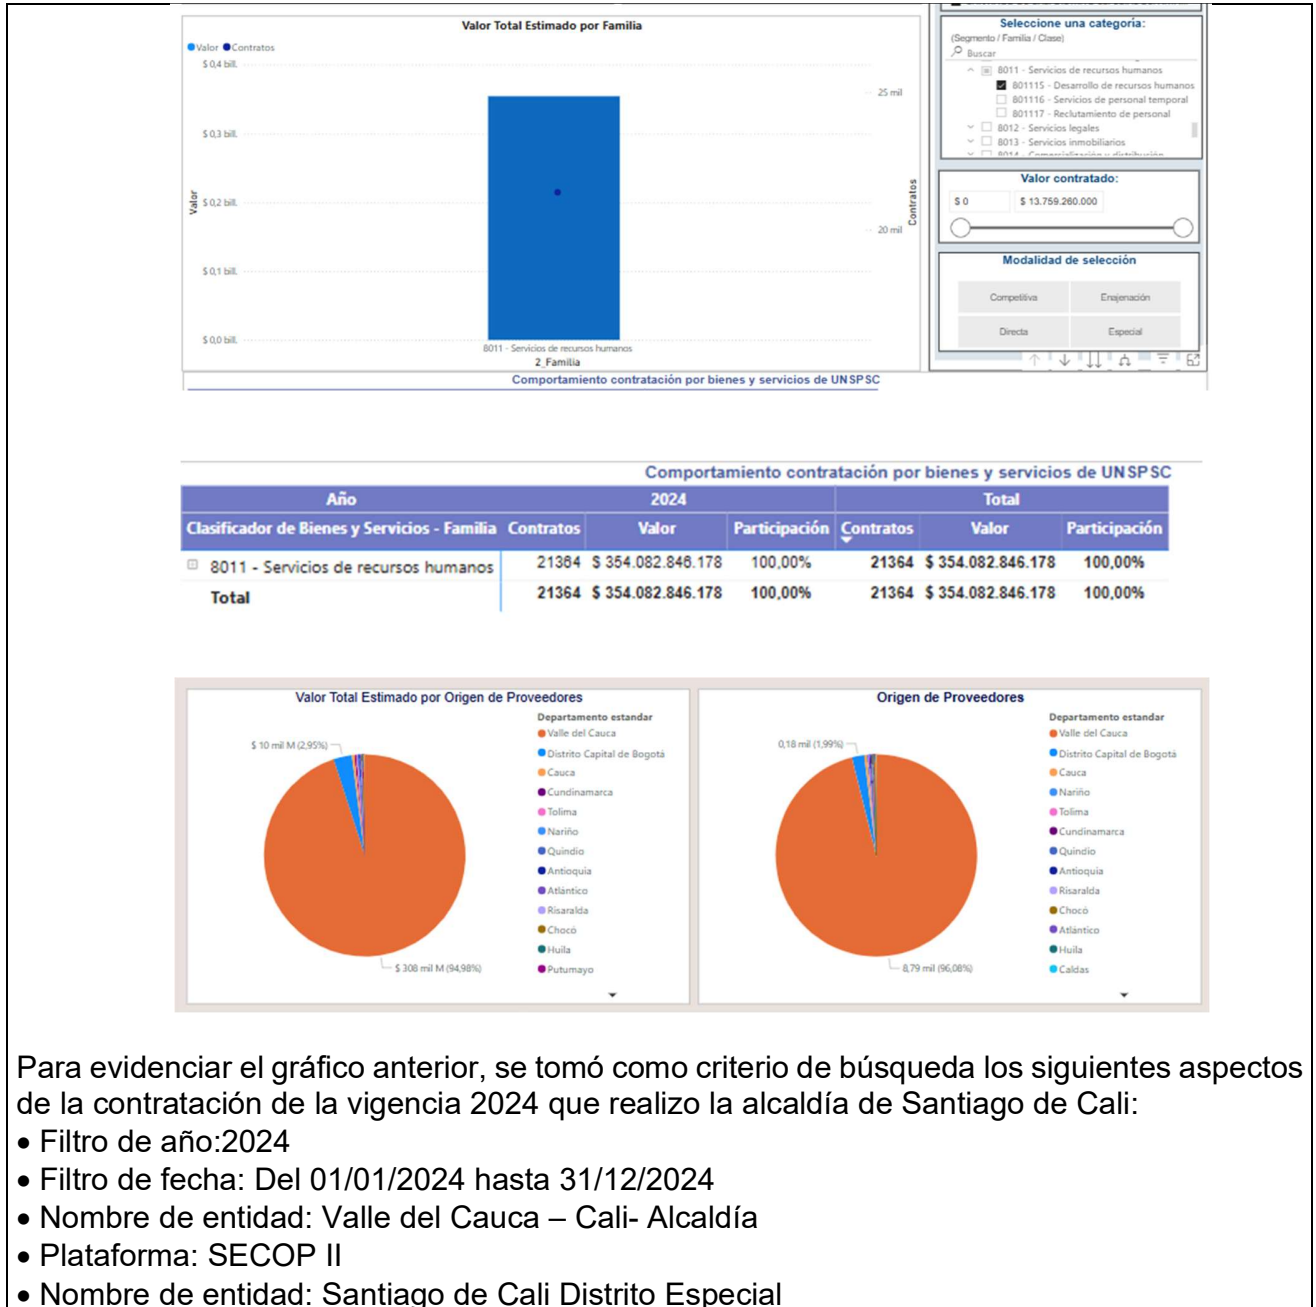 Valor Total Estimado por Familia
Valor Contratos
$ 0,4 bill.
$ 0,3 bill.
$ 0,2 bill.
$ 0,1 bill.
$ 0,0 bill.
Valor
25 mil
20 mil
Contratos
8011 - Servicios de recursos humanos
2_Familia
Seleccione una categoría:
(Segmento / Familia / Clase)
Buscar
8011 - Servicios de recursos humanos
801115 - Desarrollo de recursos humanos
801116 - Servicios de personal temporal
801117 - Reclutamiento de personal
8012 - Servicios legales
8013 - Servicios inmobiliarios
8014 - Comercialización y distribución
Valor contratado:
$ 0 $ 13.759.260.000
Modalidad de selección
Competitiva Enajenación
Directa Especial
Comportamiento contratación por bienes y servicios de UNSPSC
Comportamiento contratación por bienes y servicios de UNSPSC
Año 2024 Total
Clasificador de Bienes y Servicios - Familia Contratos Valor Participación Contratos Valor Participación
8011 - Servicios de recursos humanos 21364 $ 354.082.846.178 100,00% 21364 $ 354.082.846.178 100,00%
Total 21364 $ 354.082.846.178 100,00% 21364 $ 354.082.846.178 100,00%
Valor Total Estimado por Origen de Proveedores
$ 10 mil M (2,95%)
$ 308 mil M (94,98%)
Departamento estandar
Valle del Cauca
Distrito Capital de Bogotá
Cauca
Cundinamarca
Tolima
Nariño
Quindio
Antioquia
Atlántico
Risaralda
Chocó
Huila
Putumayo
Origen de Proveedores
0,18 mil (1,99%)
8,79 mil (96,08%)
Departamento estandar
Valle del Cauca
Distrito Capital de Bogotá
Cauca
Nariño
Tolima
Cundinamarca
Quindio
Antioquia
Risaralda
Chocó
Atlántico
Huila
Caldas
Para evidenciar el gráfico anterior, se tomó como criterio de búsqueda los siguientes aspectos
de la contratación de la vigencia 2024 que realizo la alcaldía de Santiago de Cali:
• Filtro de año:2024
• Filtro de fecha: Del 01/01/2024 hasta 31/12/2024
• Nombre de entidad: Valle del Cauca – Cali- Alcaldía
• Plataforma: SECOP II
• Nombre de entidad: Santiago de Cali Distrito Especial